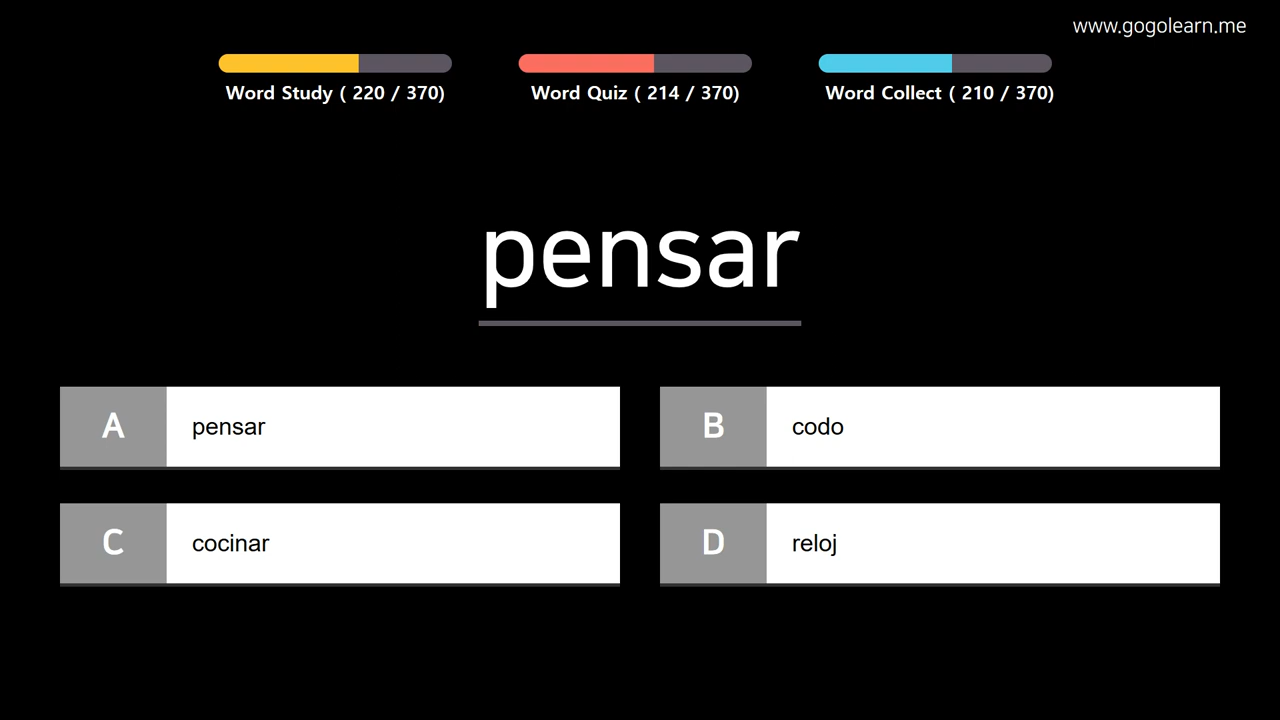 www.gogolearn.me
Word Study ( 220 / 370)
Word Quiz ( 214 / 370)
Word Collect ( 210 / 370)
pensar
A pensar
B codo
C cocinar
D reloj